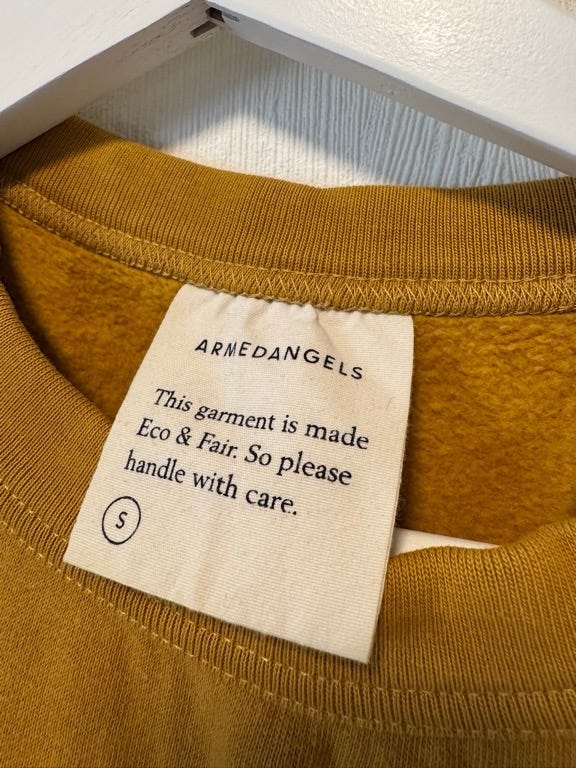 ARMEDANGELS
This garment is made
Eco & Fair. So please
handle with care.
S